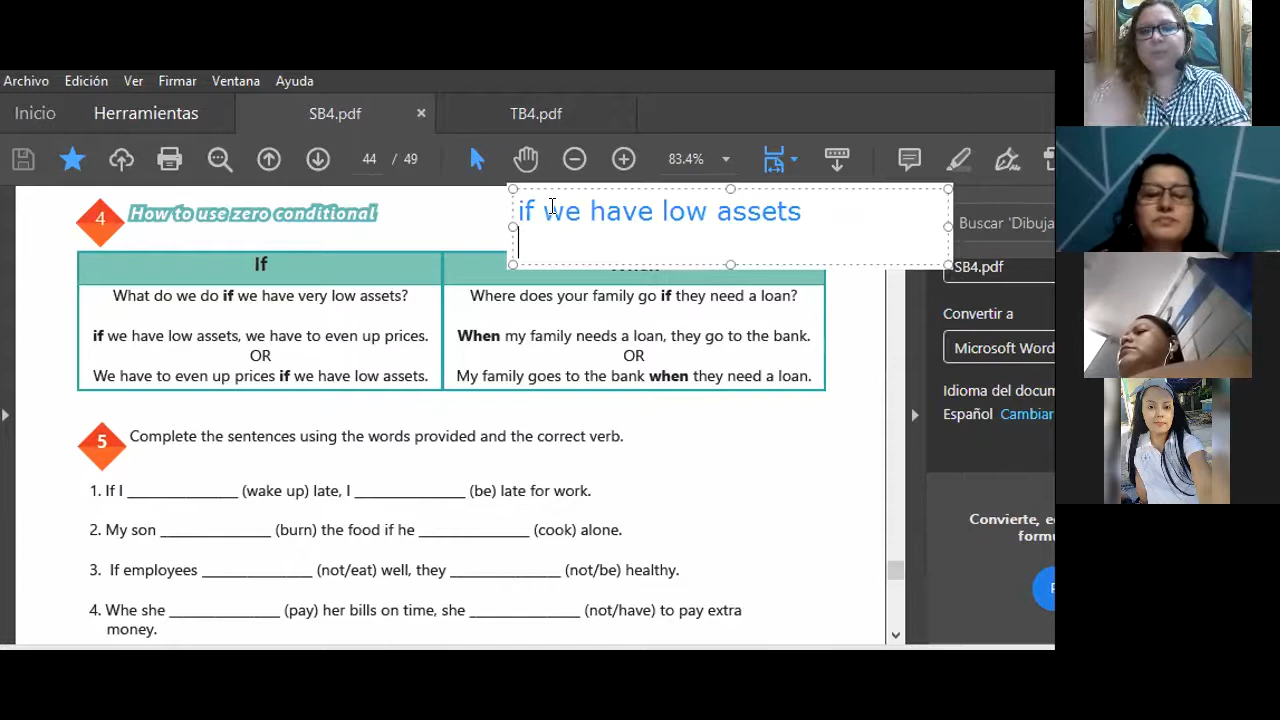 Archivo Edición Ver Firmar Ventana Ayuda
Inicio Herramientas SB4.pdf × TB4.pdf
44 / 49 83.4%
4 How to use zero conditional
if we have low assets
Buscar 'Dibuja
SB4.pdf
Convertir a
Microsoft Word
Idioma del docum
Español Cambiar
Convierte, e
formu
If
What do we do if we have very low assets?
if we have low assets, we have to even up prices.
OR
We have to even up prices if we have low assets.
Where does your family go if they need a loan?
When my family needs a loan, they go to the bank.
OR
My family goes to the bank when they need a loan.
5 Complete the sentences using the words provided and the correct verb.
1. If I ______________ (wake up) late, I ______________ (be) late for work.
2. My son ______________ (burn) the food if he ______________ (cook) alone.
3. If employees ______________ (not/eat) well, they ______________ (not/be) healthy.
4. Whe she ______________ (pay) her bills on time, she ______________ (not/have) to pay extra
money.